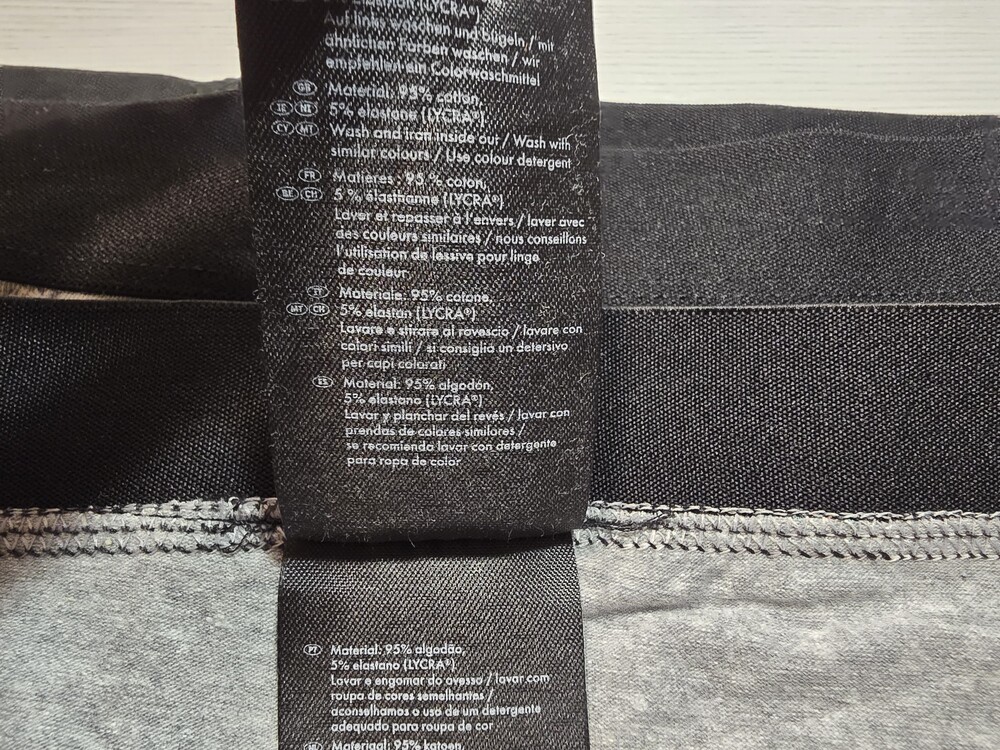 (LYCRA®)
Auf links waschen und bügeln / mit
ähnlichen Farben waschen / wir
empfehlen ein Colorwaschmittel
GB Material: 95% cotton,
IE NI 5% elastane (LYCRA®)
CY MT Wash and iron inside our / Wash with
similar colours / Use colour detergent
FR Matières: 95 % coton,
BE CH 5 % élasthanne (LYCRA®)
Laver et repasser à l'envers / laver avec
des couleurs similaires / nous conseillons
l'utilisation de lessive pour linge
de couleur
IT Materiale: 95% cotone,
MT CH 5% elastan (LYCRA®)
Lavare e stirare al rovescio / lavare con
colori simili / si consiglia un detersivo
per capi colorati
ES Material: 95% algodón,
5% elastano (LYCRA®)
Lavar y planchar del revés / lavar con
prendas de colores similares /
se recomienda lavar con detergente
para ropa de color
PT Material: 95% algodão,
5% elastano (LYCRA®)
Lavar e engomar do avesso / lavar com
roupa de cores semelhantes /
aconselhamos o uso de um detergente
adequado para roupa de cor
NL Materiaal: 95% katoen,